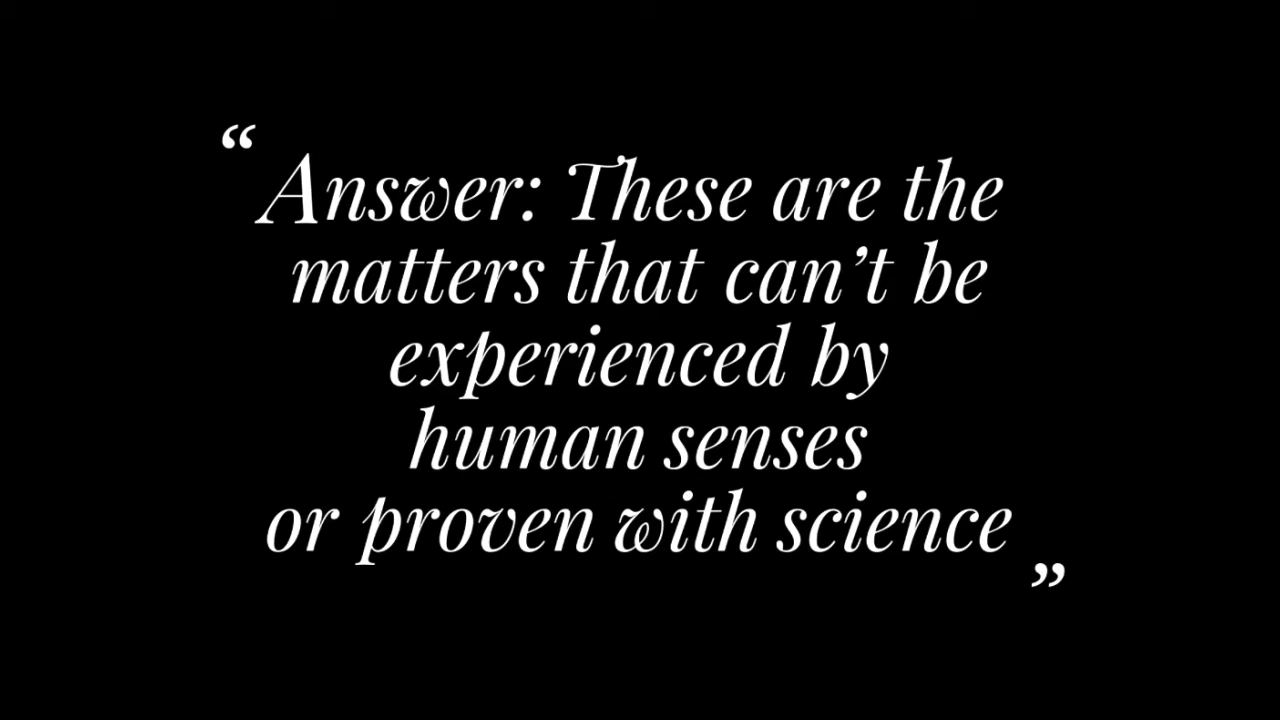 “Answer: These are the
matters that can’t be
experienced by
human senses
or proven with science”